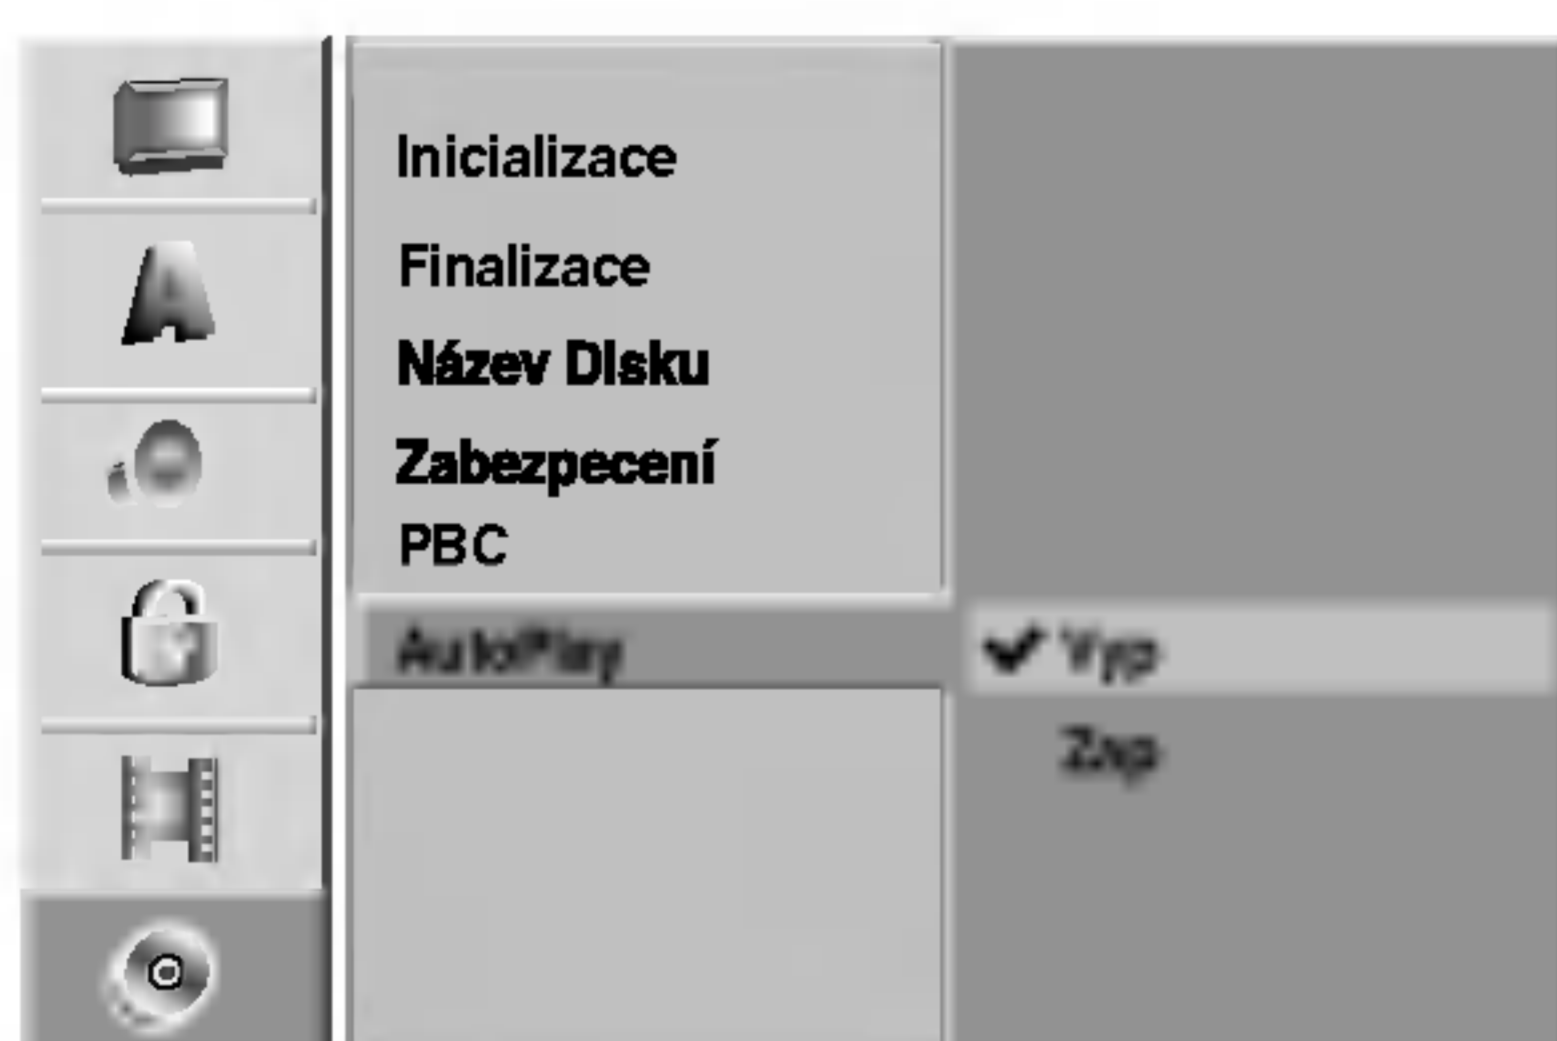 Inicializace
Finalizace
Název Disku
Zabezpecení
PBC
AutoPlay
Vyp
Zap